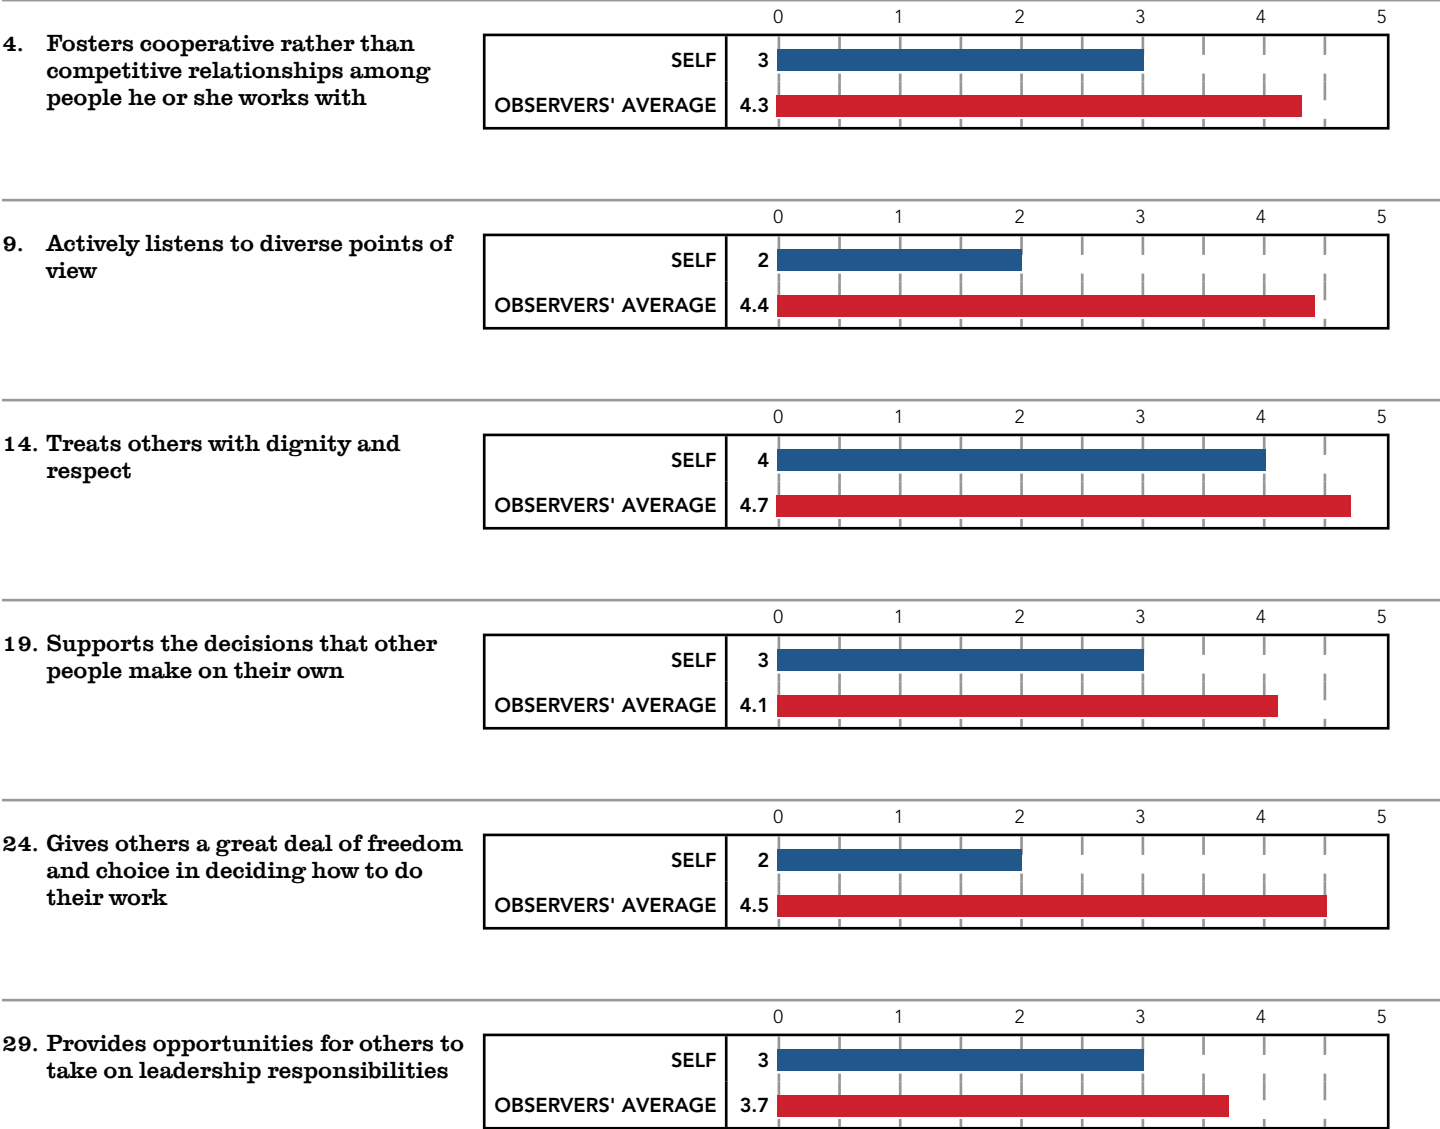 0 1 2 3 4 5
4. Fosters cooperative rather than
competitive relationships among
people he or she works with
SELF 3
OBSERVERS' AVERAGE 4.3
0 1 2 3 4 5
9. Actively listens to diverse points of
view
SELF 2
OBSERVERS' AVERAGE 4.4
0 1 2 3 4 5
14. Treats others with dignity and
respect
SELF 4
OBSERVERS' AVERAGE 4.7
0 1 2 3 4 5
19. Supports the decisions that other
people make on their own
SELF 3
OBSERVERS' AVERAGE 4.1
0 1 2 3 4 5
24. Gives others a great deal of freedom
and choice in deciding how to do
their work
SELF 2
OBSERVERS' AVERAGE 4.5
0 1 2 3 4 5
29. Provides opportunities for others to
take on leadership responsibilities
SELF 3
OBSERVERS' AVERAGE 3.7